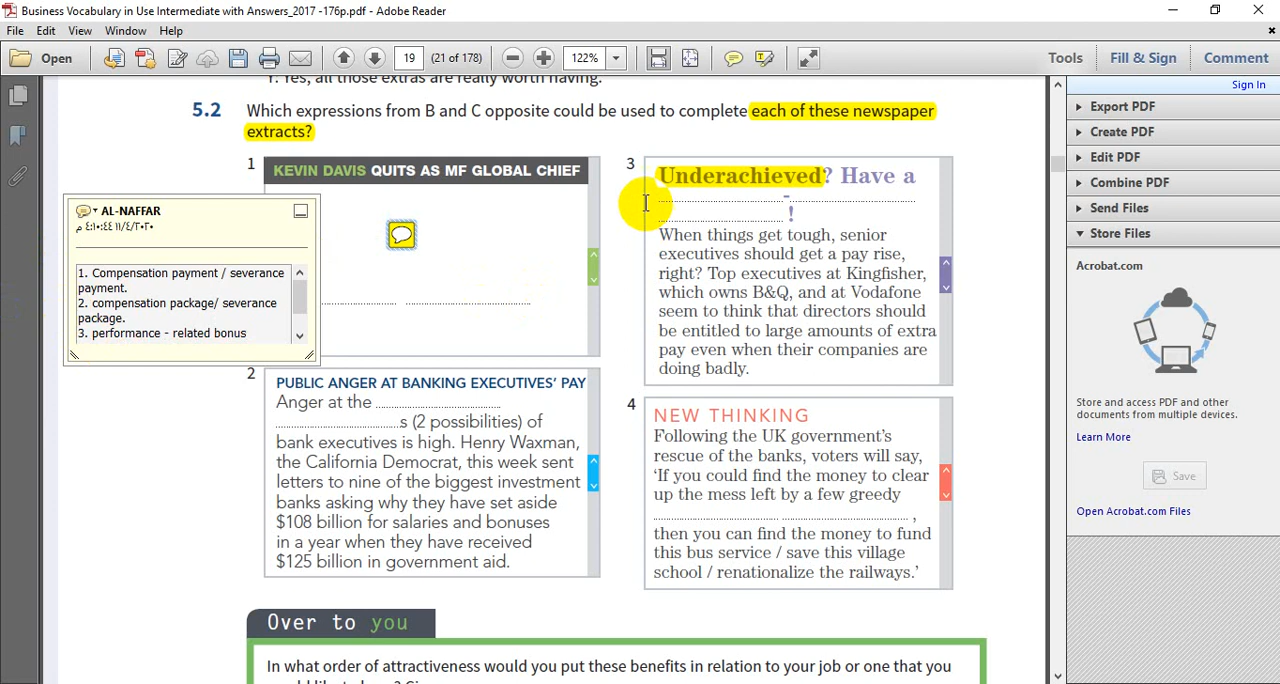 Business Vocabulary in Use Intermediate with Answers_2017 -176p.pdf - Adobe Reader
File Edit View Window Help
Open
19
(21 of 178)
122%
Tools
Fill & Sign
Comment
Y: Yes, all those extras are really worth having.
5.2 Which expressions from B and C opposite could be used to complete each of these newspaper
extracts?
1
KEVIN DAVIS QUITS AS MF GLOBAL CHIEF
AL-NAFFAR
1. Compensation payment / severance
payment.
2. compensation package/ severance
package.
3. performance - related bonus
2
PUBLIC ANGER AT BANKING EXECUTIVES' PAY
Anger at the ........................
........................s (2 possibilities) of
bank executives is high. Henry Waxman,
the California Democrat, this week sent
letters to nine of the biggest investment
banks asking why they have set aside
$108 billion for salaries and bonuses
in a year when they have received
$125 billion in government aid.
3
Underachieved? Have a
........................ - ........................
........................ !
When things get tough, senior
executives should get a pay rise,
right? Top executives at Kingfisher,
which owns B&Q, and at Vodafone
seem to think that directors should
be entitled to large amounts of extra
pay even when their companies are
doing badly.
4
NEW THINKING
Following the UK government's
rescue of the banks, voters will say,
'If you could find the money to clear
up the mess left by a few greedy
........................ ........................ ,
then you can find the money to fund
this bus service / save this village
school / renationalize the railways.'
Over to you
In what order of attractiveness would you put these benefits in relation to your job or one that you
Sign In
Export PDF
Create PDF
Edit PDF
Combine PDF
Send Files
Store Files
Acrobat.com
Store and access PDF and other
documents from multiple devices.
Learn More
Save
Open Acrobat.com Files